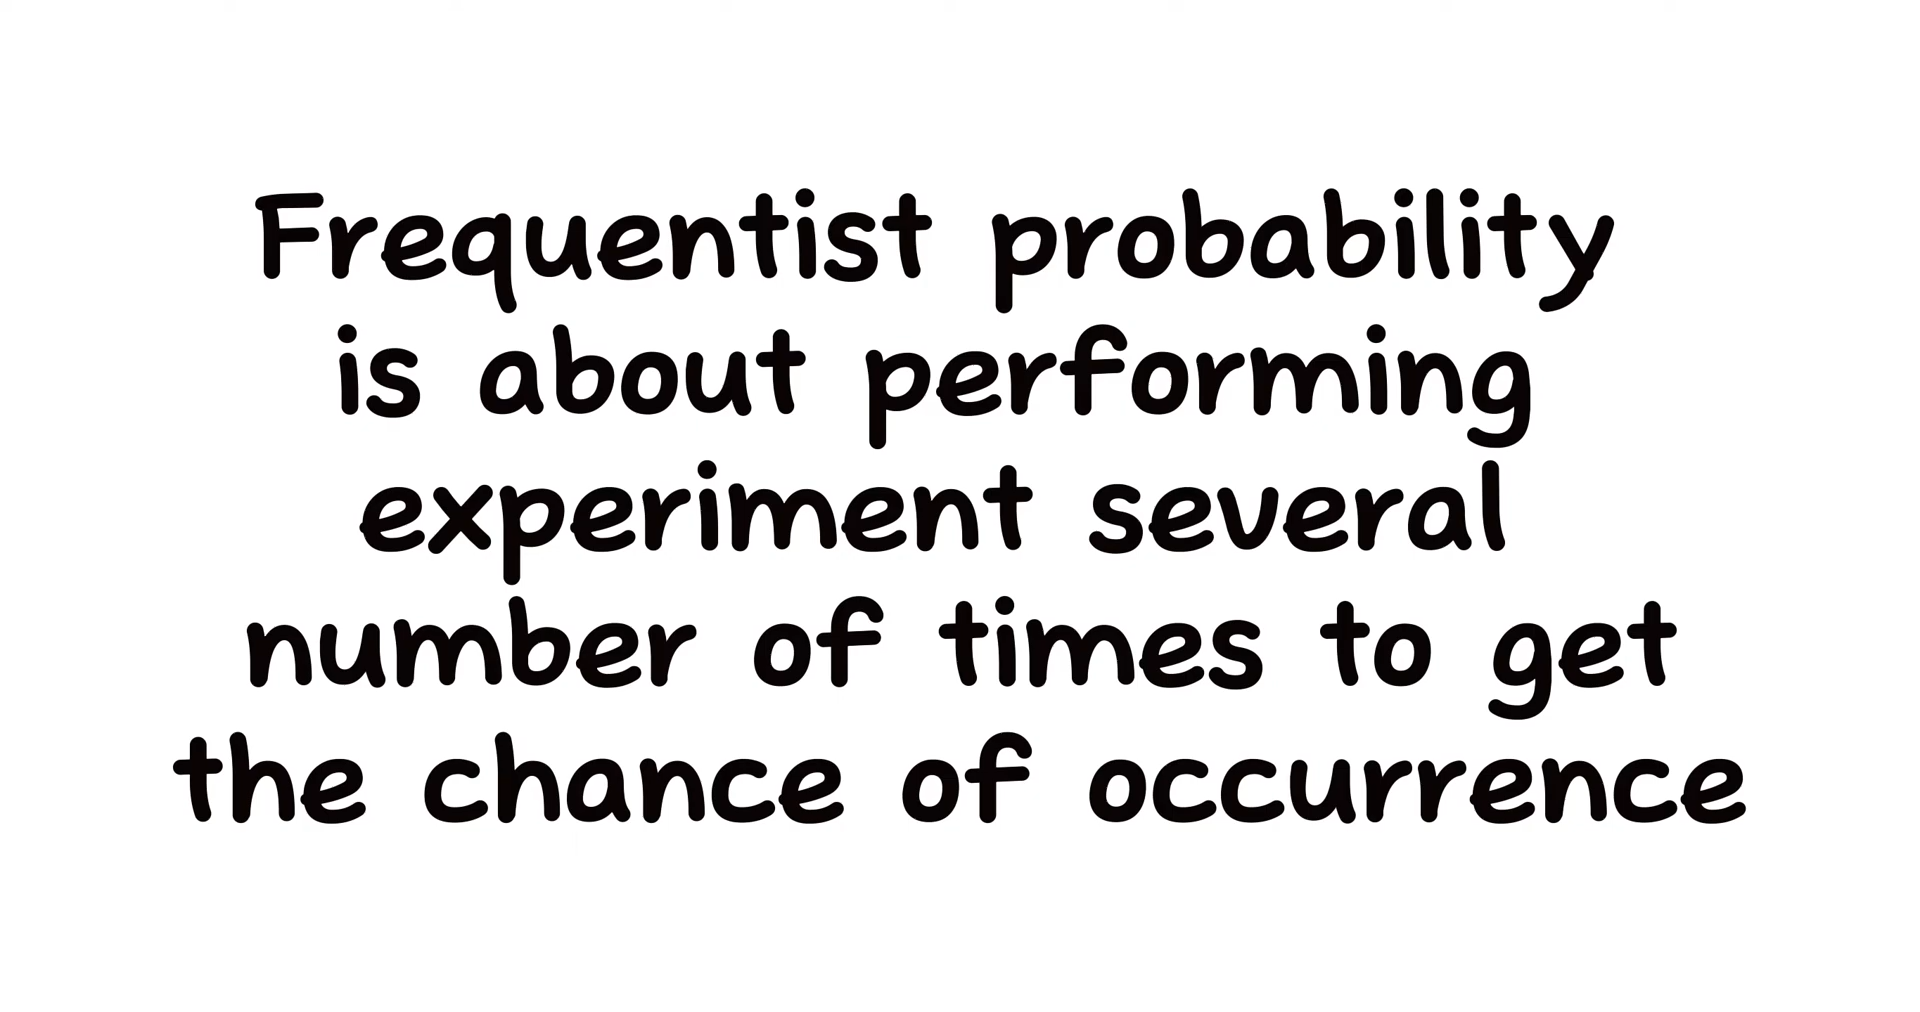 Frequentist probability
is about performing
experiment several
number of times to get
the chance of occurrence